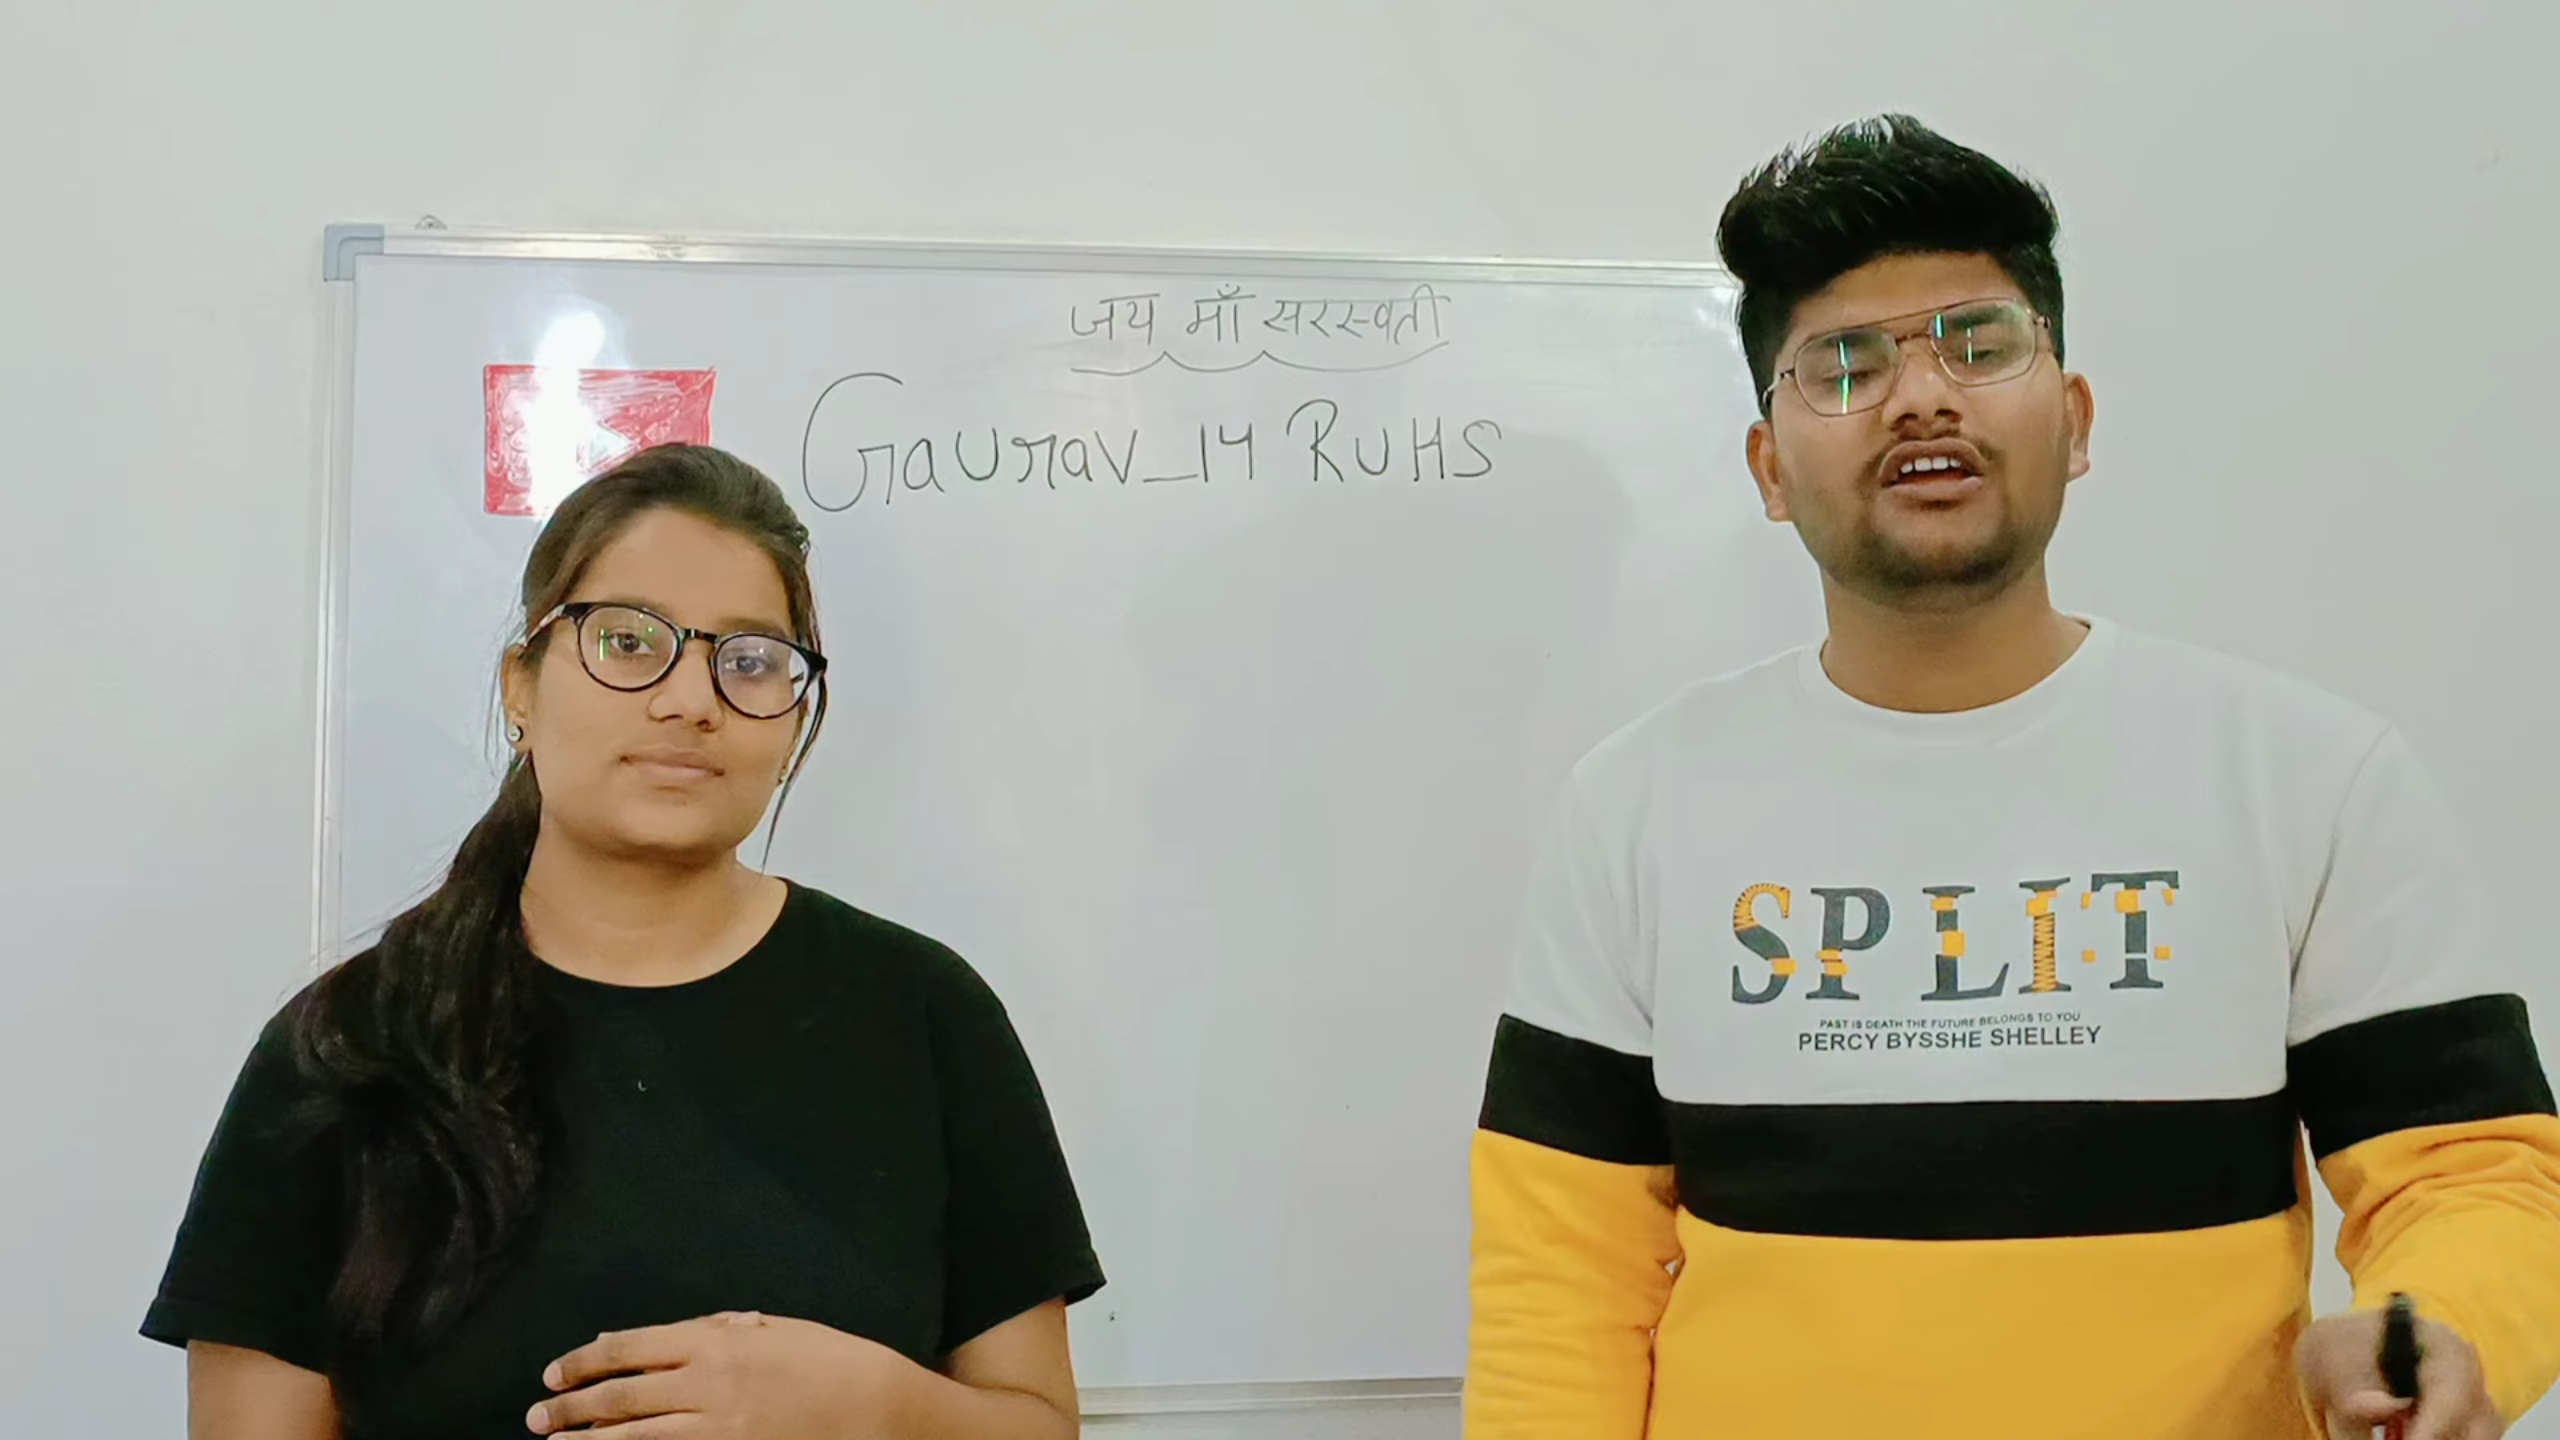 जय माँ सरस्वती
Gaurav_14 RUHS
SPLIT
PAST IS DEATH THE FUTURE BELONGS TO YOU
PERCY BYSSHE SHELLEY